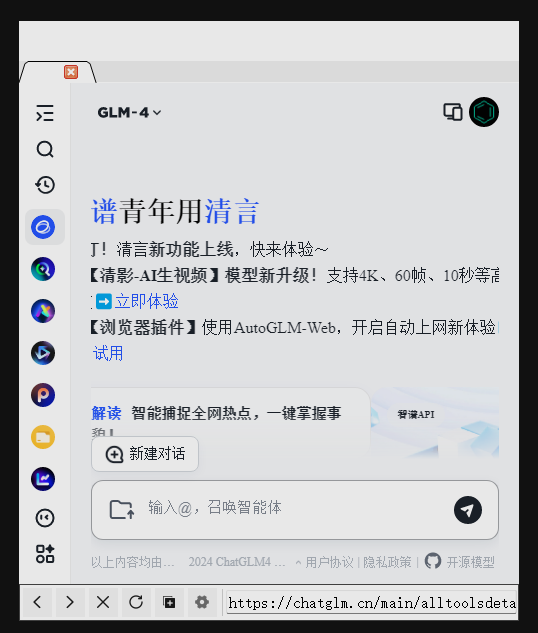 GLM-4
谱青年用清言
清言新功能上线，快来体验～
【清影-AI生视频】模型新升级！支持4K、60帧、10秒等高
立即体验
【浏览器插件】使用AutoGLM-Web，开启自动上网新体验
试用
解读 智能捕捉全网热点，一键掌握事
智谱API
新建对话
输入@，召唤智能体
以上内容均由... 2024 ChatGLM4 ... 用户协议 | 隐私政策 | 开源模型
https://chatglm.cn/main/alltoolsdeta